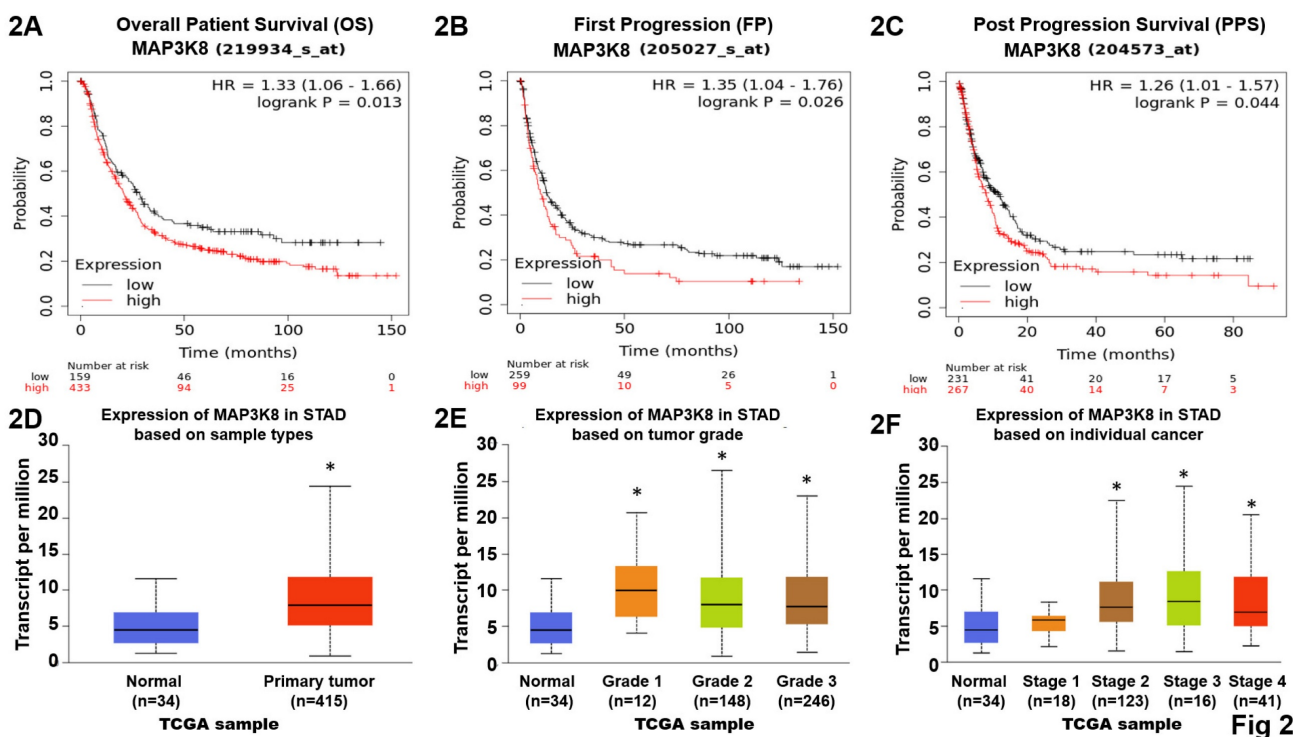 2A
Overall Patient Survival (OS)
MAP3K8 (219934_s_at)
HR = 1.33 (1.06 - 1.66)
logrank P = 0.013
Probability
1.0
0.8
0.6
0.4
0.2
0.0
Expression
low
high
0 50 100 150
Time (months)
Number at risk
low 159 46 16 0
high 433 94 25 1
2B
First Progression (FP)
MAP3K8 (205027_s_at)
HR = 1.35 (1.04 - 1.76)
logrank P = 0.026
Probability
1.0
0.8
0.6
0.4
0.2
0.0
Expression
low
high
0 50 100 150
Time (months)
Number at risk
low 259 49 26 1
high 99 10 5 0
2C
Post Progression Survival (PPS)
MAP3K8 (204573_at)
HR = 1.26 (1.01 - 1.57)
logrank P = 0.044
Probability
1.0
0.8
0.6
0.4
0.2
0.0
Expression
low
high
0 20 40 60 80
Time (months)
Number at risk
low 231 41 20 17 5
high 267 40 14 7 3
2D
Expression of MAP3K8 in STAD
based on sample types
Transcript per million
30
25
20
15
10
5
0
*
Normal Primary tumor
(n=34) (n=415)
TCGA sample
2E
Expression of MAP3K8 in STAD
based on tumor grade
Transcript per million
30
25
20
15
10
5
0
* * *
Normal Grade 1 Grade 2 Grade 3
(n=34) (n=12) (n=148) (n=246)
TCGA sample
2F
Expression of MAP3K8 in STAD
based on individual cancer
Transcript per million
30
25
20
15
10
5
0
* * *
Normal Stage 1 Stage 2 Stage 3 Stage 4
(n=34) (n=18) (n=123) (n=16) (n=41)
TCGA sample
Fig 2